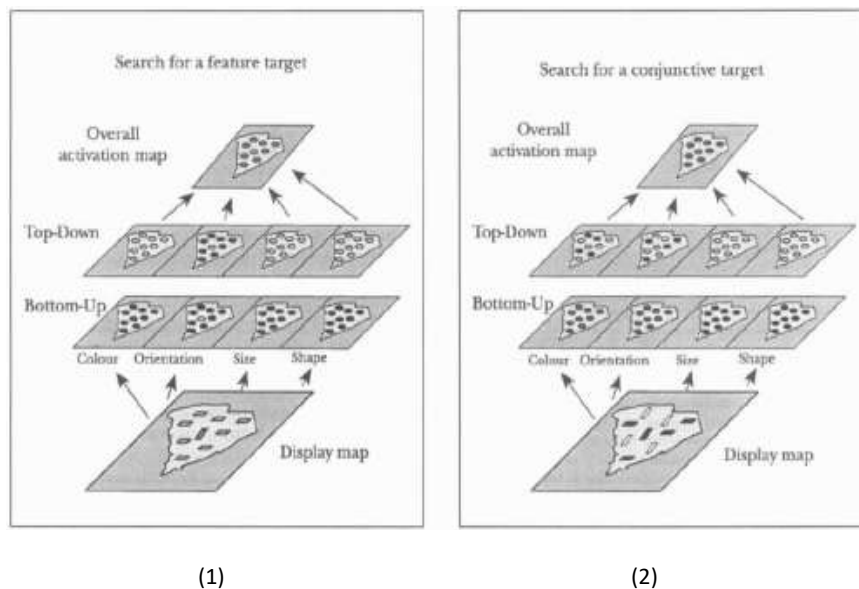 Search for a feature target
Overall
activation map
Top-Down
Bottom-Up
Colour Orientation Size Shape
Display map
(1)
Search for a conjunctive target
Overall
activation map
Top-Down
Bottom-Up
Colour Orientation Size Shape
Display map
(2)